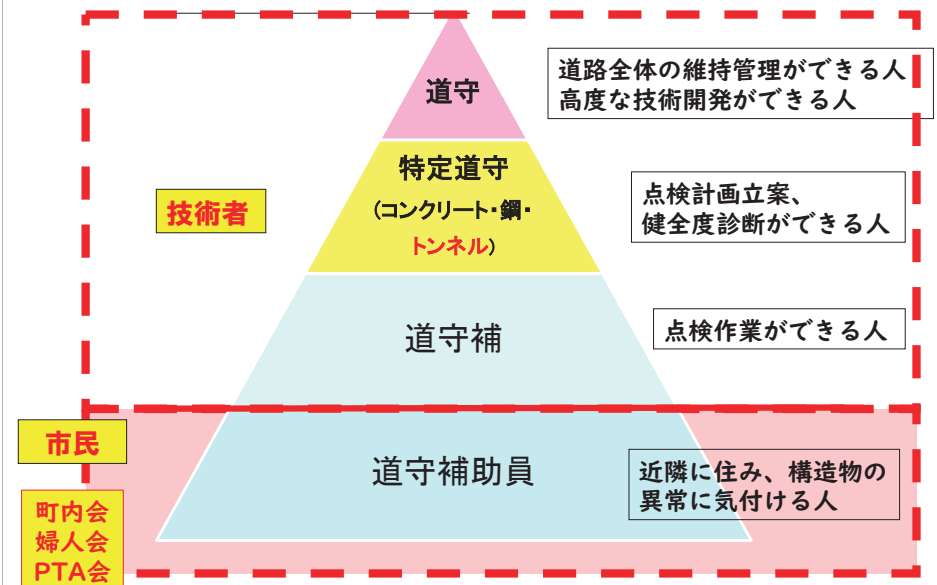 道守
道路全体の維持管理ができる人
高度な技術開発ができる人
特定道守
(コンクリート・鋼・
トンネル)
技術者
点検計画立案、
健全度診断ができる人
道守補
点検作業ができる人
市民
道守補助員
近隣に住み、構造物の
異常に気付ける人
町内会
婦人会
PTA会